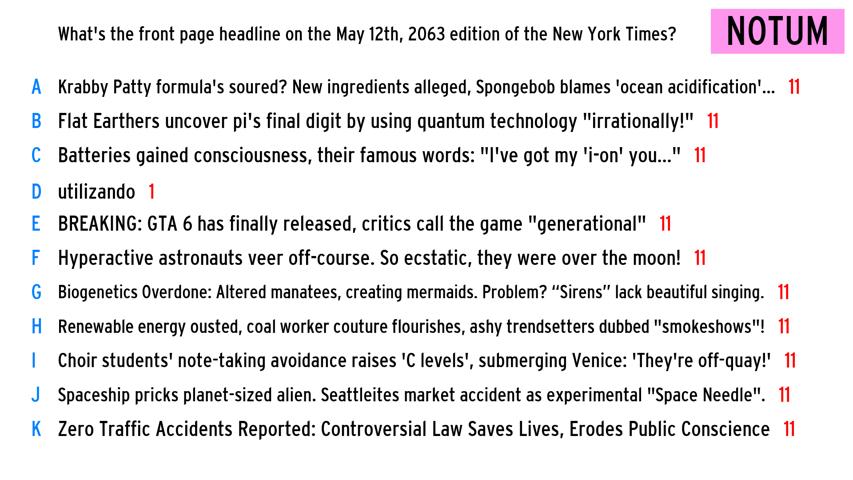 What's the front page headline on the May 12th, 2063 edition of the New York Times?
NOTUM
A Krabby Patty formula's soured? New ingredients alleged, Spongebob blames 'ocean acidification'... 11
B Flat Earthers uncover pi's final digit by using quantum technology "irrationally!" 11
C Batteries gained consciousness, their famous words: "I've got my 'i-on' you..." 11
D utilizando 1
E BREAKING: GTA 6 has finally released, critics call the game "generational" 11
F Hyperactive astronauts veer off-course. So ecstatic, they were over the moon! 11
G Biogenetics Overdone: Altered manatees, creating mermaids. Problem? “Sirens” lack beautiful singing. 11
H Renewable energy ousted, coal worker couture flourishes, ashy trendsetters dubbed "smokeshows"! 11
I Choir students' note-taking avoidance raises 'C levels', submerging Venice: 'They're off-quay!' 11
J Spaceship pricks planet-sized alien. Seattleites market accident as experimental "Space Needle". 11
K Zero Traffic Accidents Reported: Controversial Law Saves Lives, Erodes Public Conscience 11